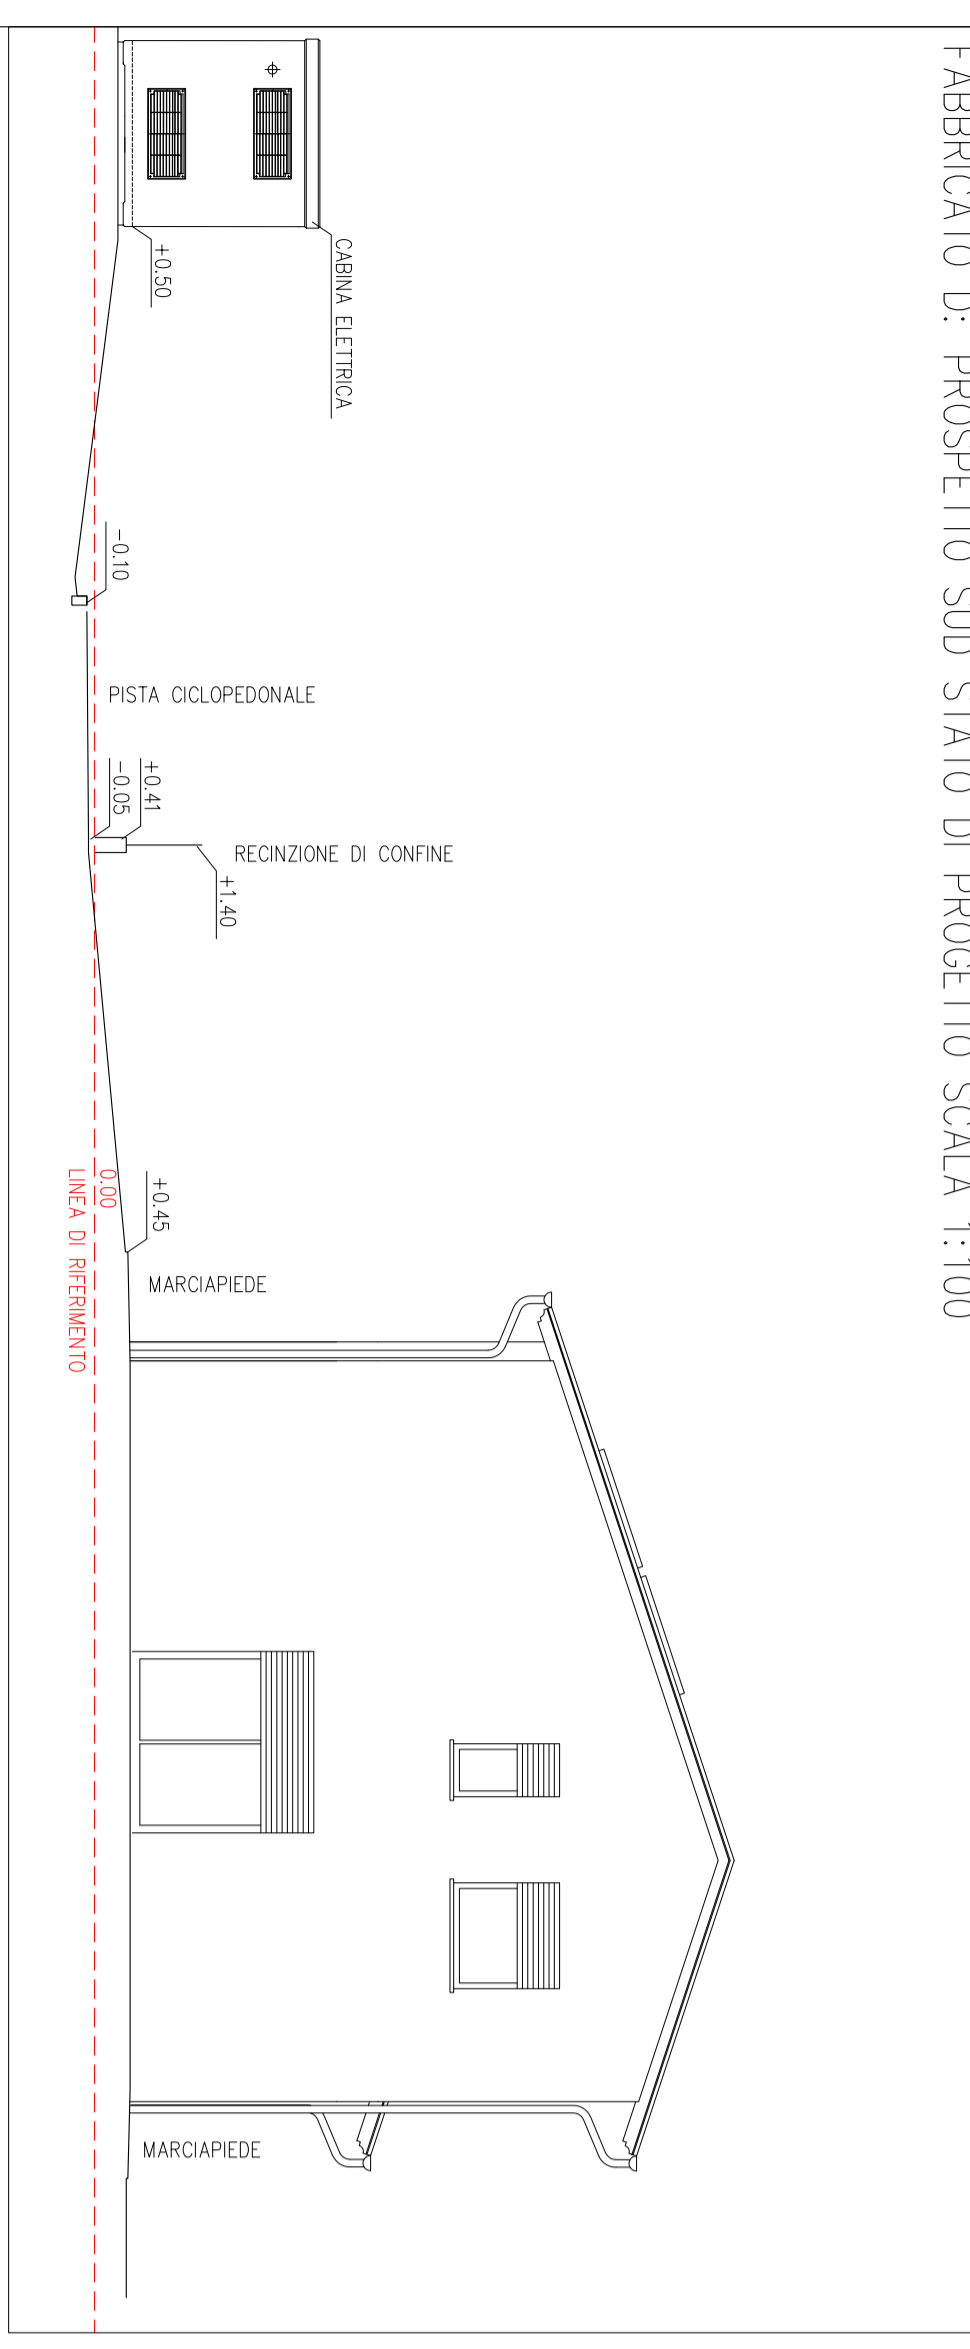 FABBRICATO D: PROSPETTO SUD STATO DI PROGETTO SCALA 1:100
CABINA ELETTRICA
+0.50
-0.10
PISTA CICLOPEDONALE
+0.41
-0.05
RECINZIONE DI CONFINE
+1.40
+0.45
0.00
LINEA DI RIFERIMENTO
MARCIAPIEDE
MARCIAPIEDE